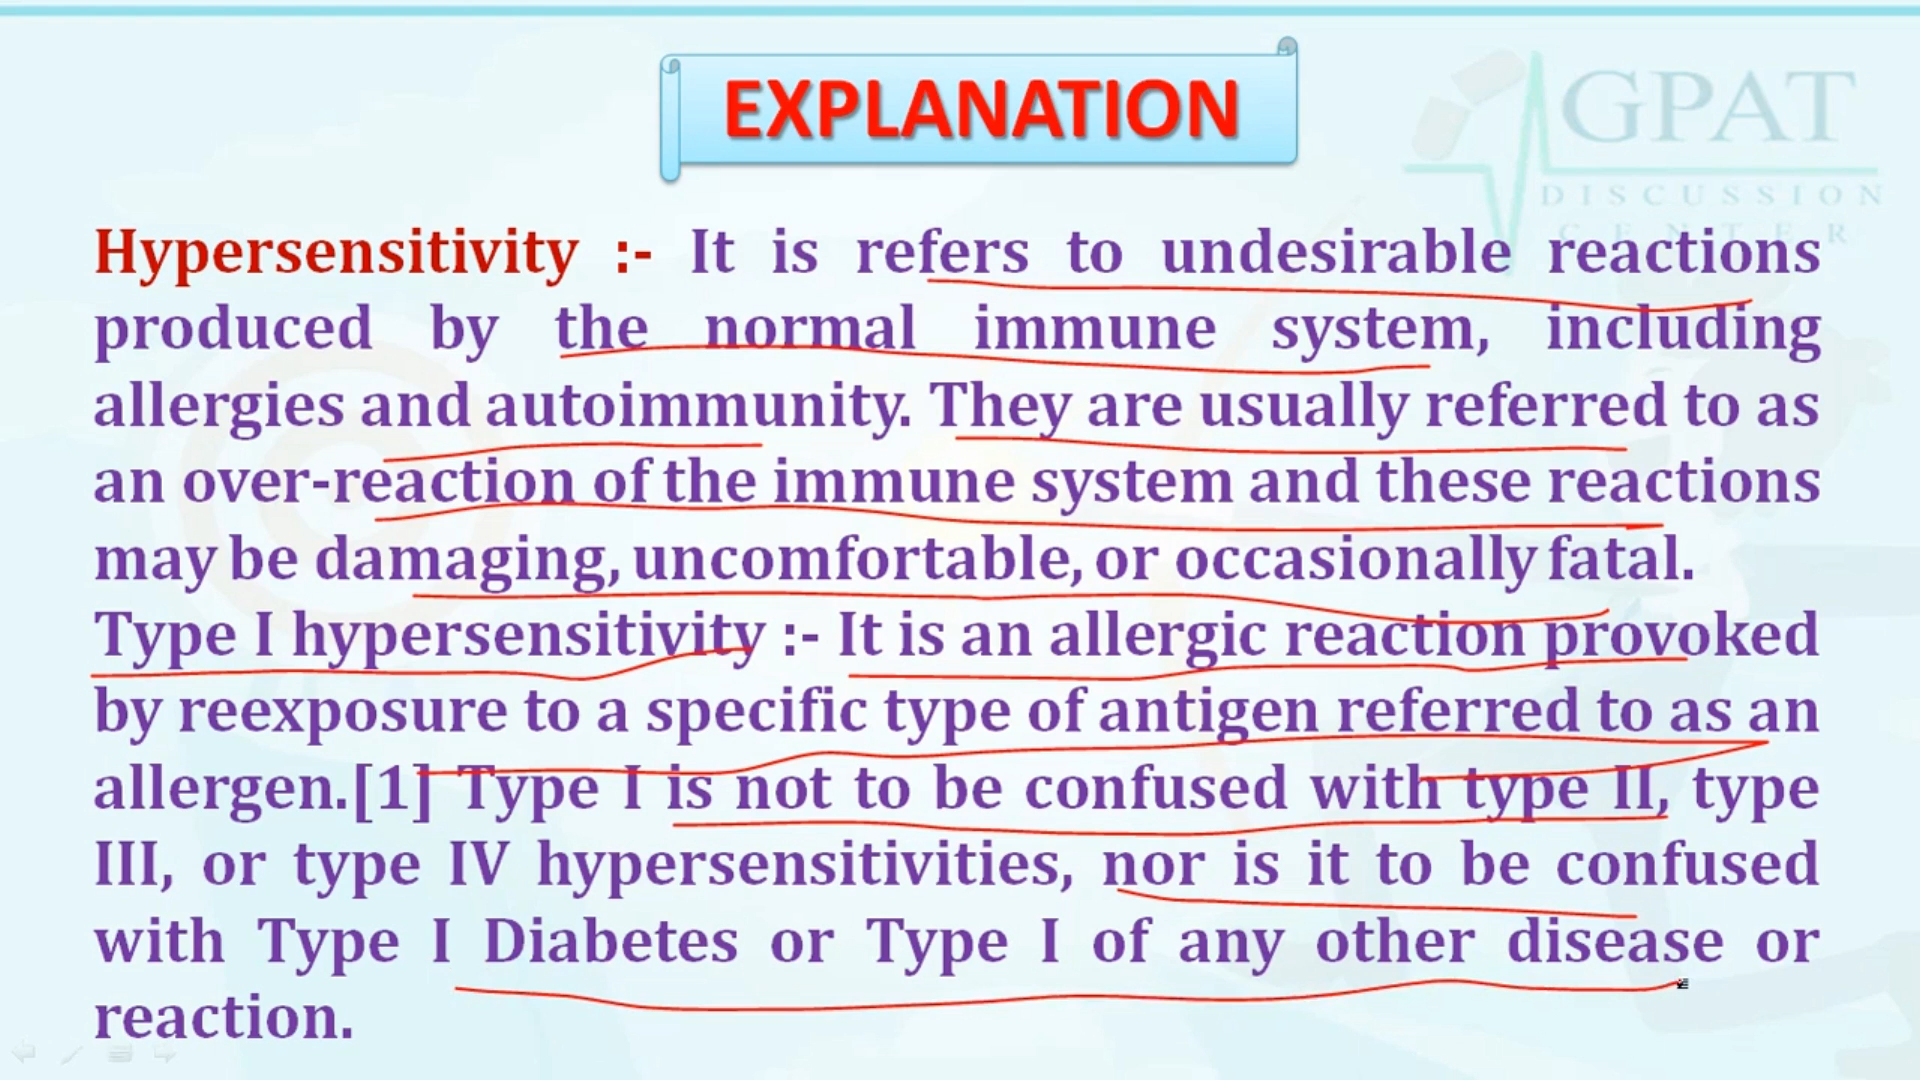 EXPLANATION
GPAT
DISCUSSION
CENTER
Hypersensitivity :- It is refers to undesirable reactions
produced by the normal immune system, including
allergies and autoimmunity. They are usually referred to as
an over-reaction of the immune system and these reactions
may be damaging, uncomfortable, or occasionally fatal.
Type I hypersensitivity :- It is an allergic reaction provoked
by reexposure to a specific type of antigen referred to as an
allergen.[1] Type I is not to be confused with type II, type
III, or type IV hypersensitivities, nor is it to be confused
with Type I Diabetes or Type I of any other disease or
reaction.